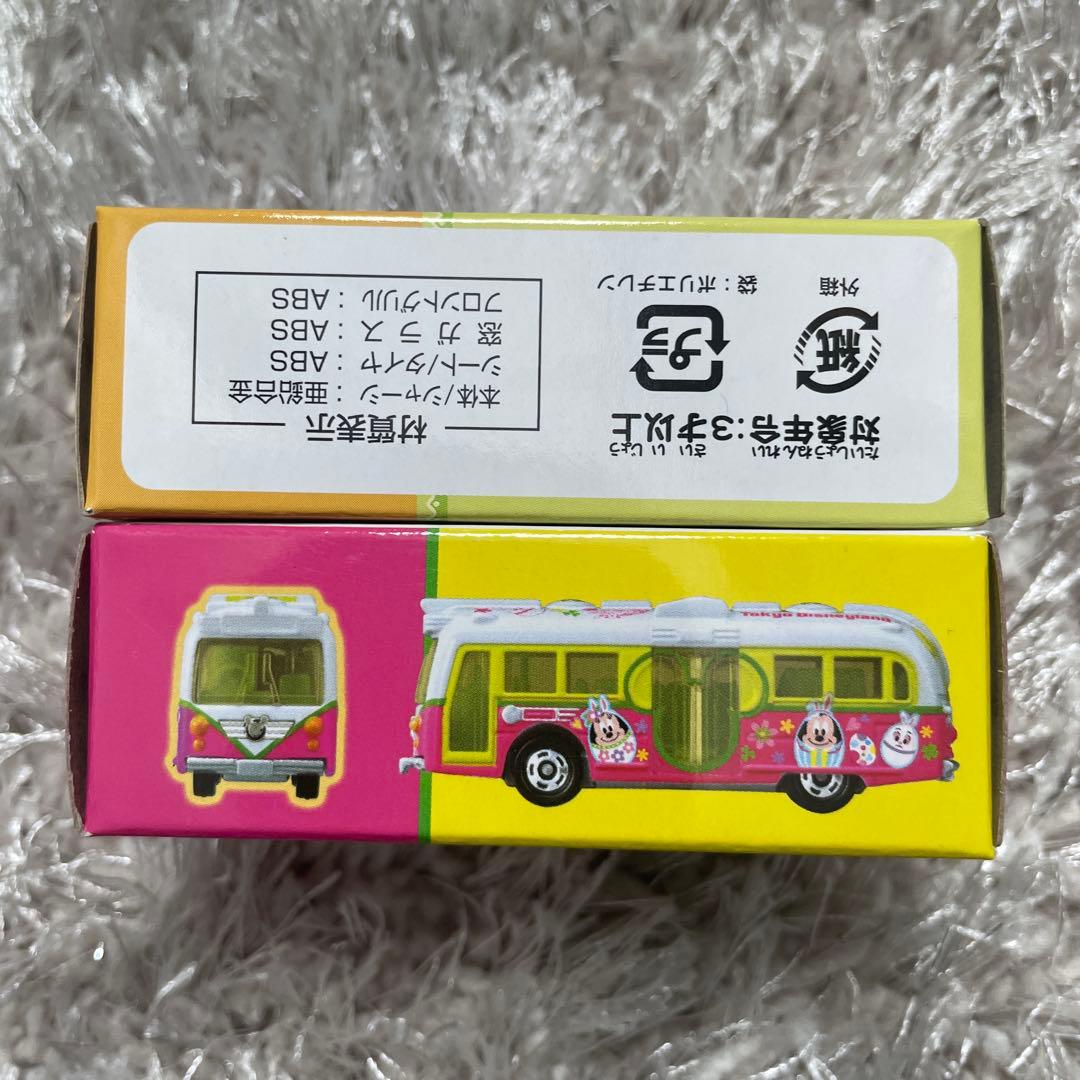 たいしょうねんれい さい い じょう
対象年令：3才以上
紙
外箱
プラ
袋：ポリエチレン
材質表示
本体/シャーシ：亜鉛合金
シート/タイヤ：ABS
窓ガラス：ABS
フロントグリル：ABS
Tokyo Disneyland